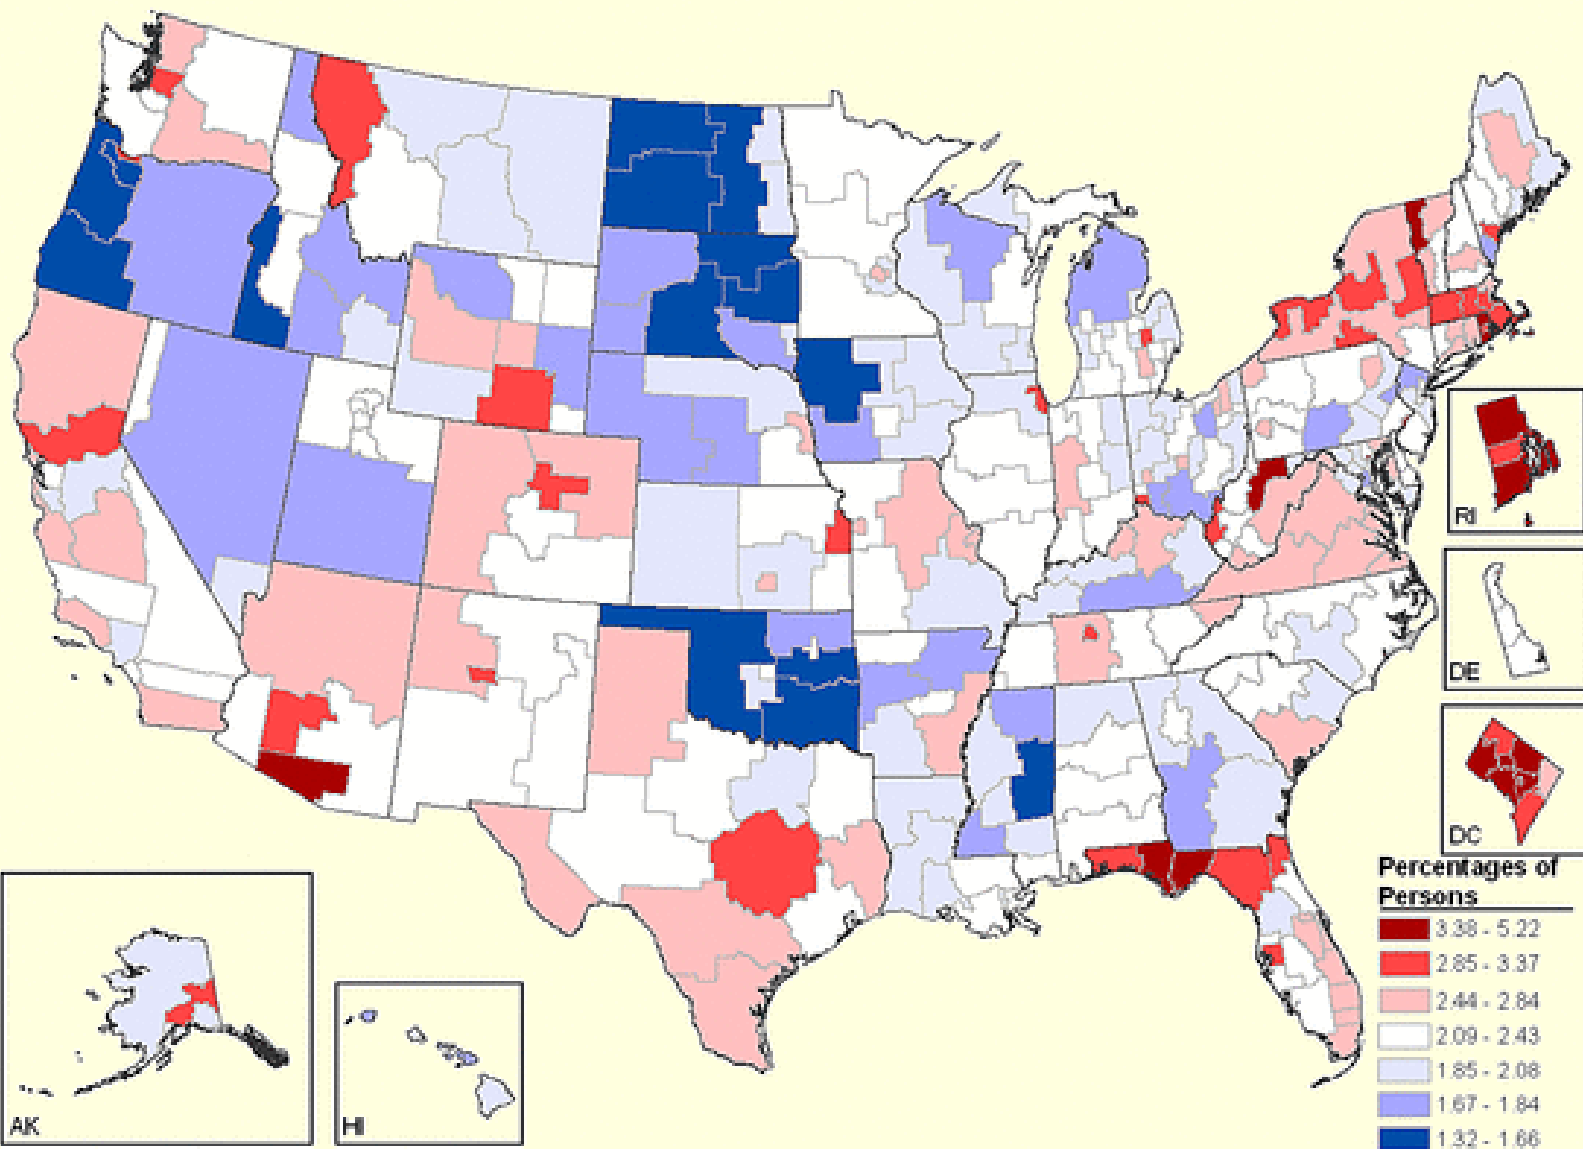 RI
DE
DC
AK
HI
Percentages of
Persons
3.38 - 5.22
2.85 - 3.37
2.44 - 2.84
2.09 - 2.43
1.85 - 2.08
1.67 - 1.84
1.32 - 1.66